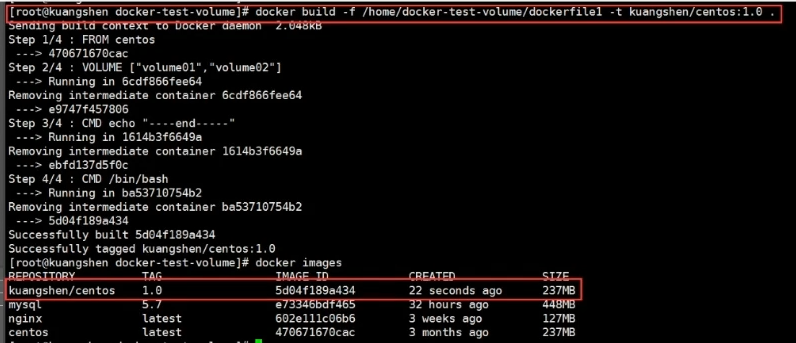 [root@kuangshen docker-test-volume]# docker build -f /home/docker-test-volume/dockerfile1 -t kuangshen/centos:1.0 .
Sending build context to Docker daemon  2.048kB
Step 1/4 : FROM centos
 ---> 470671670cac
Step 2/4 : VOLUME ["volume01","volume02"]
 ---> Running in 6cdf866fee64
Removing intermediate container 6cdf866fee64
 ---> e9747f457806
Step 3/4 : CMD echo "----end-----"
 ---> Running in 1614b3f6649a
Removing intermediate container 1614b3f6649a
 ---> ebfd137d5f0c
Step 4/4 : CMD /bin/bash
 ---> Running in ba53710754b2
Removing intermediate container ba53710754b2
 ---> 5d04f189a434
Successfully built 5d04f189a434
Successfully tagged kuangshen/centos:1.0
[root@kuangshen docker-test-volume]# docker images
REPOSITORY TAG IMAGE ID CREATED SIZE
kuangshen/centos 1.0 5d04f189a434 22 seconds ago 237MB
mysql 5.7 e73346bdf465 32 hours ago 448MB
nginx latest 602e111c06b6 3 weeks ago 127MB
centos latest 470671670cac 3 months ago 237MB
[root@kuangshen docker-test-volume]#